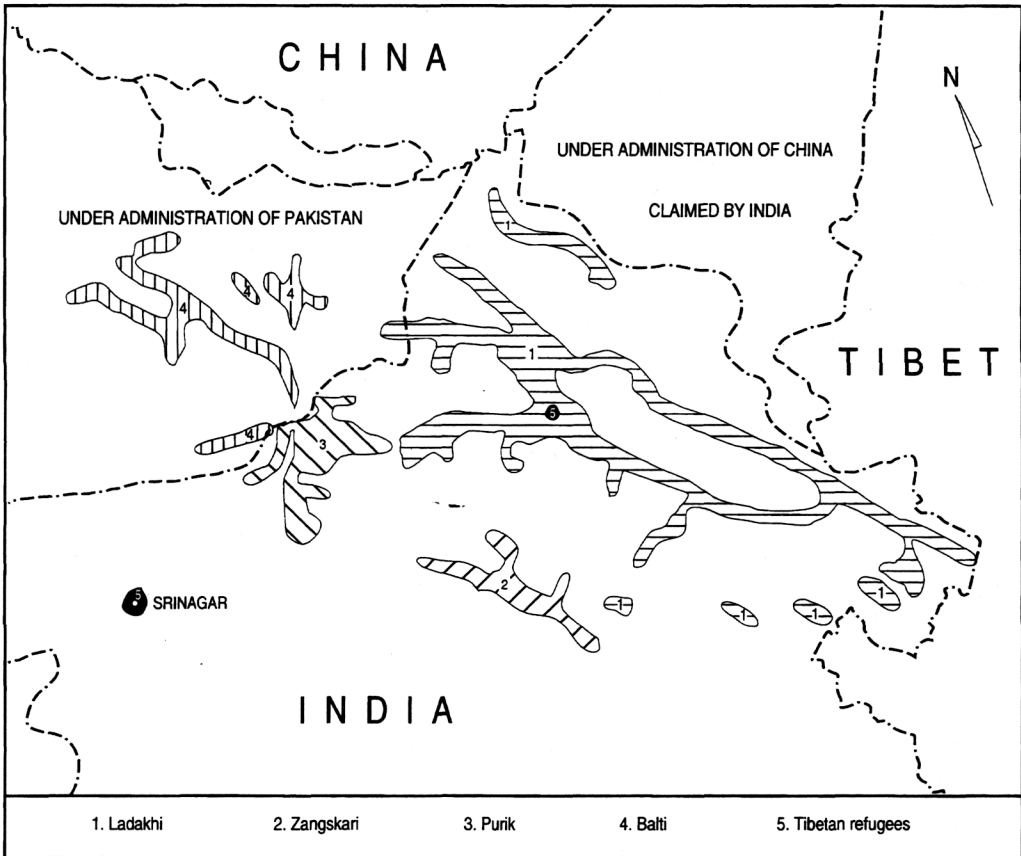 CHINA
N
UNDER ADMINISTRATION OF CHINA
CLAIMED BY INDIA
UNDER ADMINISTRATION OF PAKISTAN
1
4
4
4
1
TIBET
5
4
3
2
1
1
1
1
5 SRINAGAR
INDIA
1. Ladakhi 2. Zangskari 3. Purik 4. Balti 5. Tibetan refugees